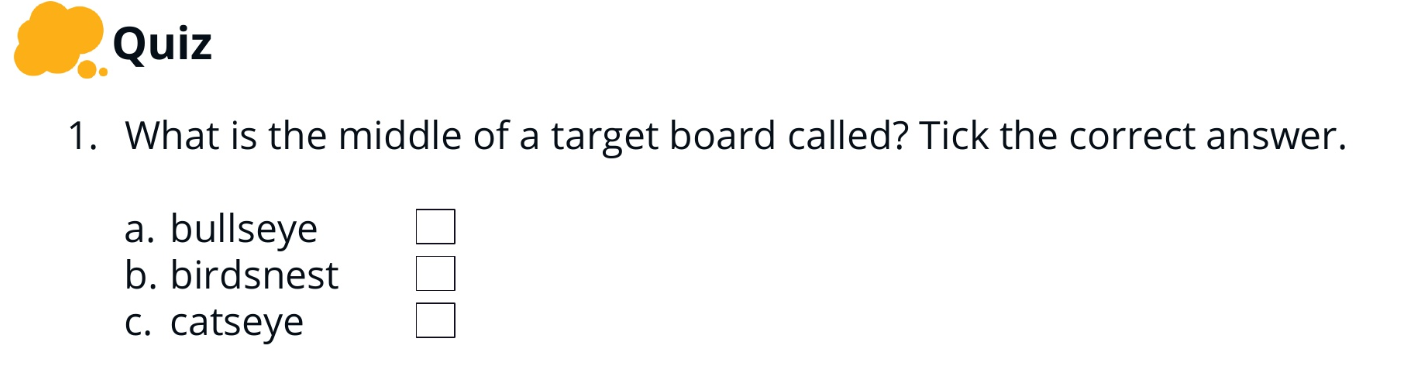 Quiz
1. What is the middle of a target board called? Tick the correct answer.
a. bullseye
b. birdsnest
c. catseye